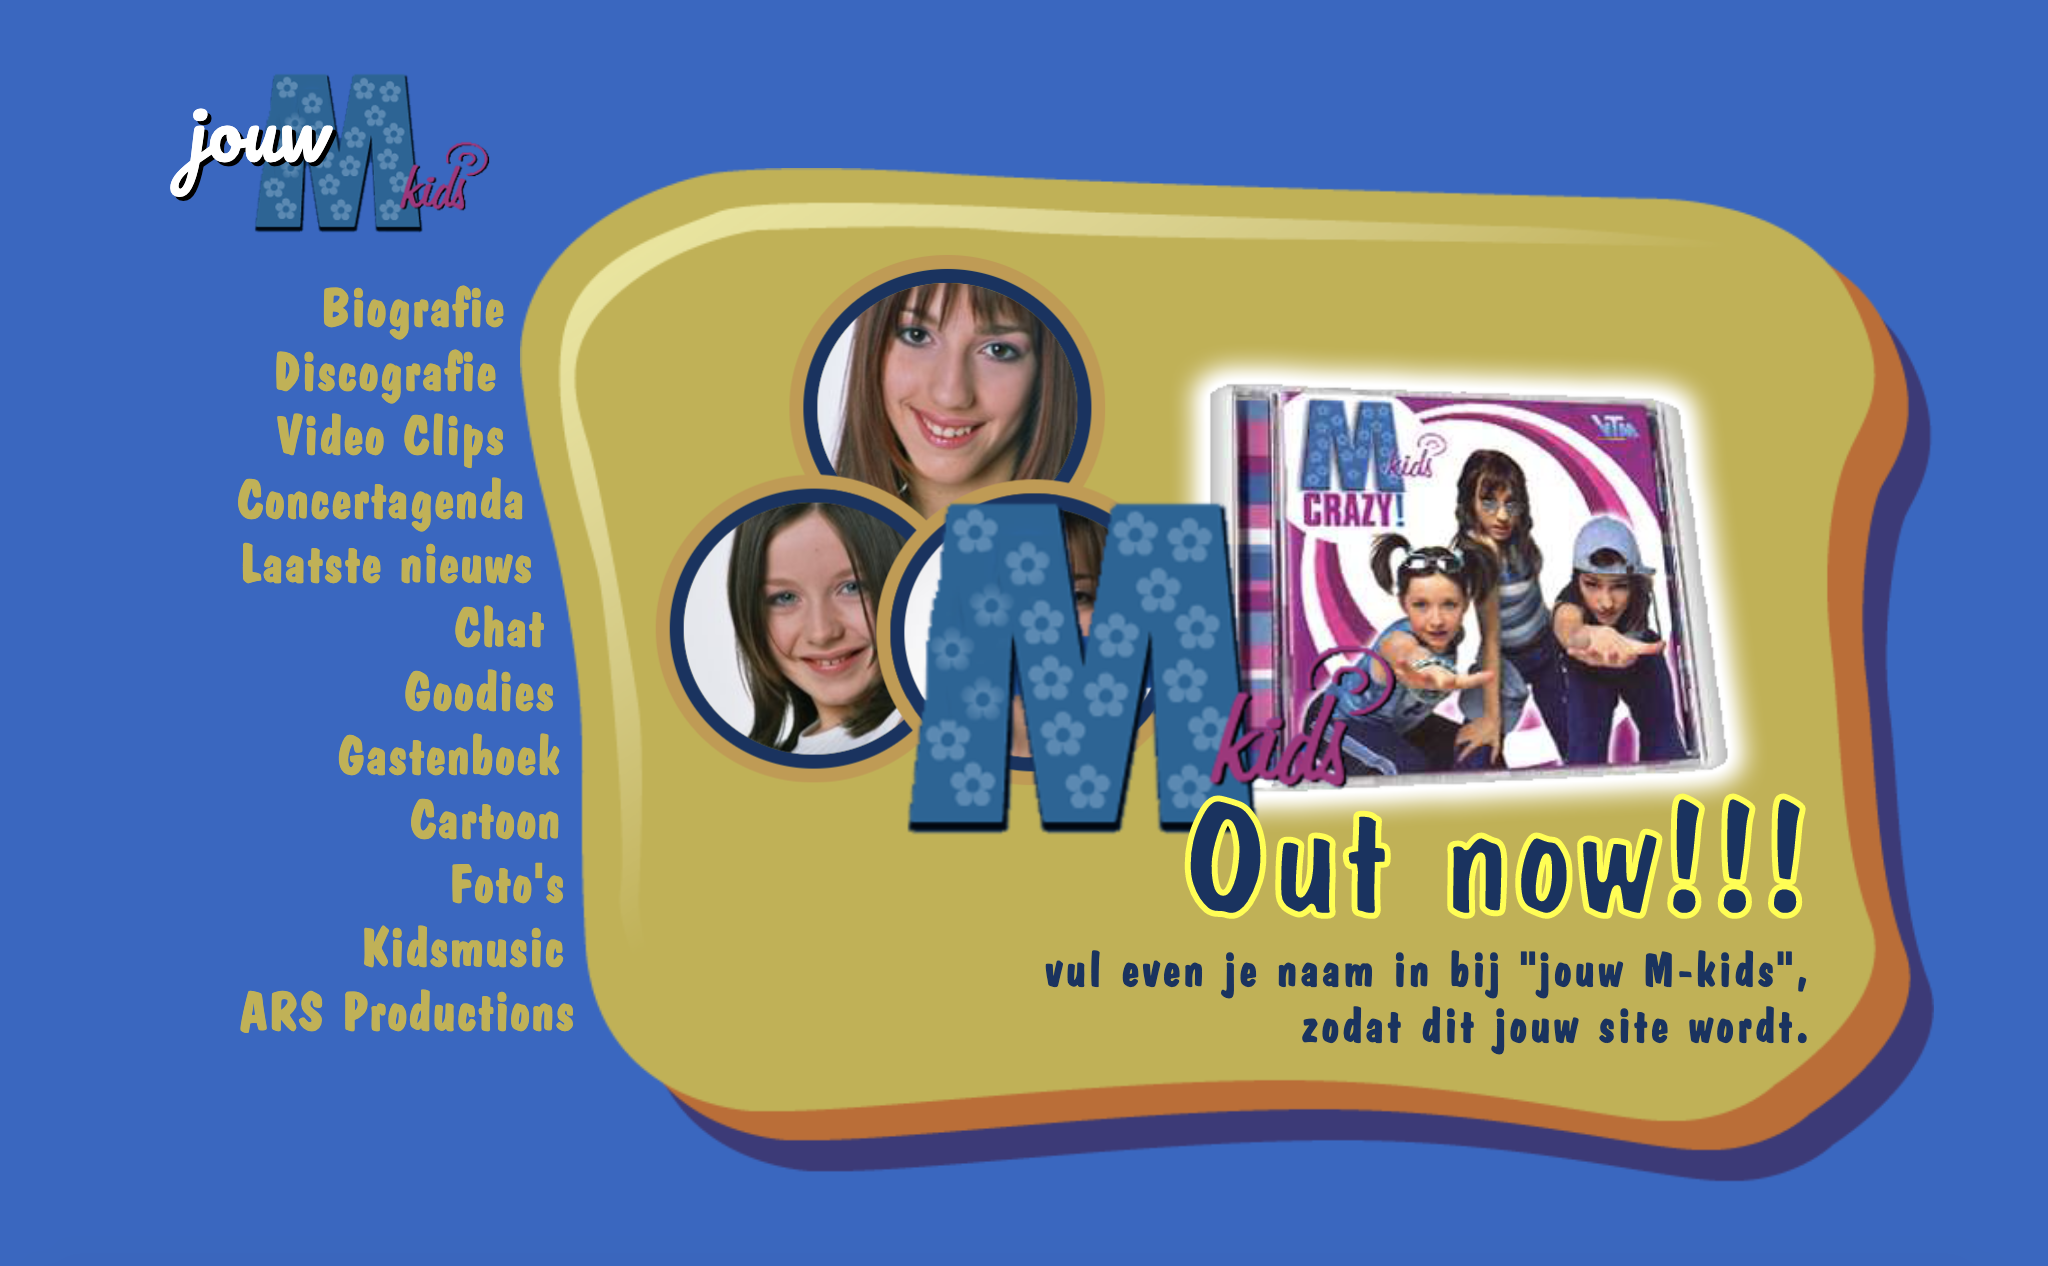 jouw M kids
Biografie
Discografie
Video Clips
Concertagenda
Laatste nieuws
Chat
Goodies
Gastenboek
Cartoon
Foto's
Kidsmusic
ARS Productions
M kids
CRAZY!
VTM
M kids
Out now!!!
vul even je naam in bij "jouw M-kids",
zodat dit jouw site wordt.